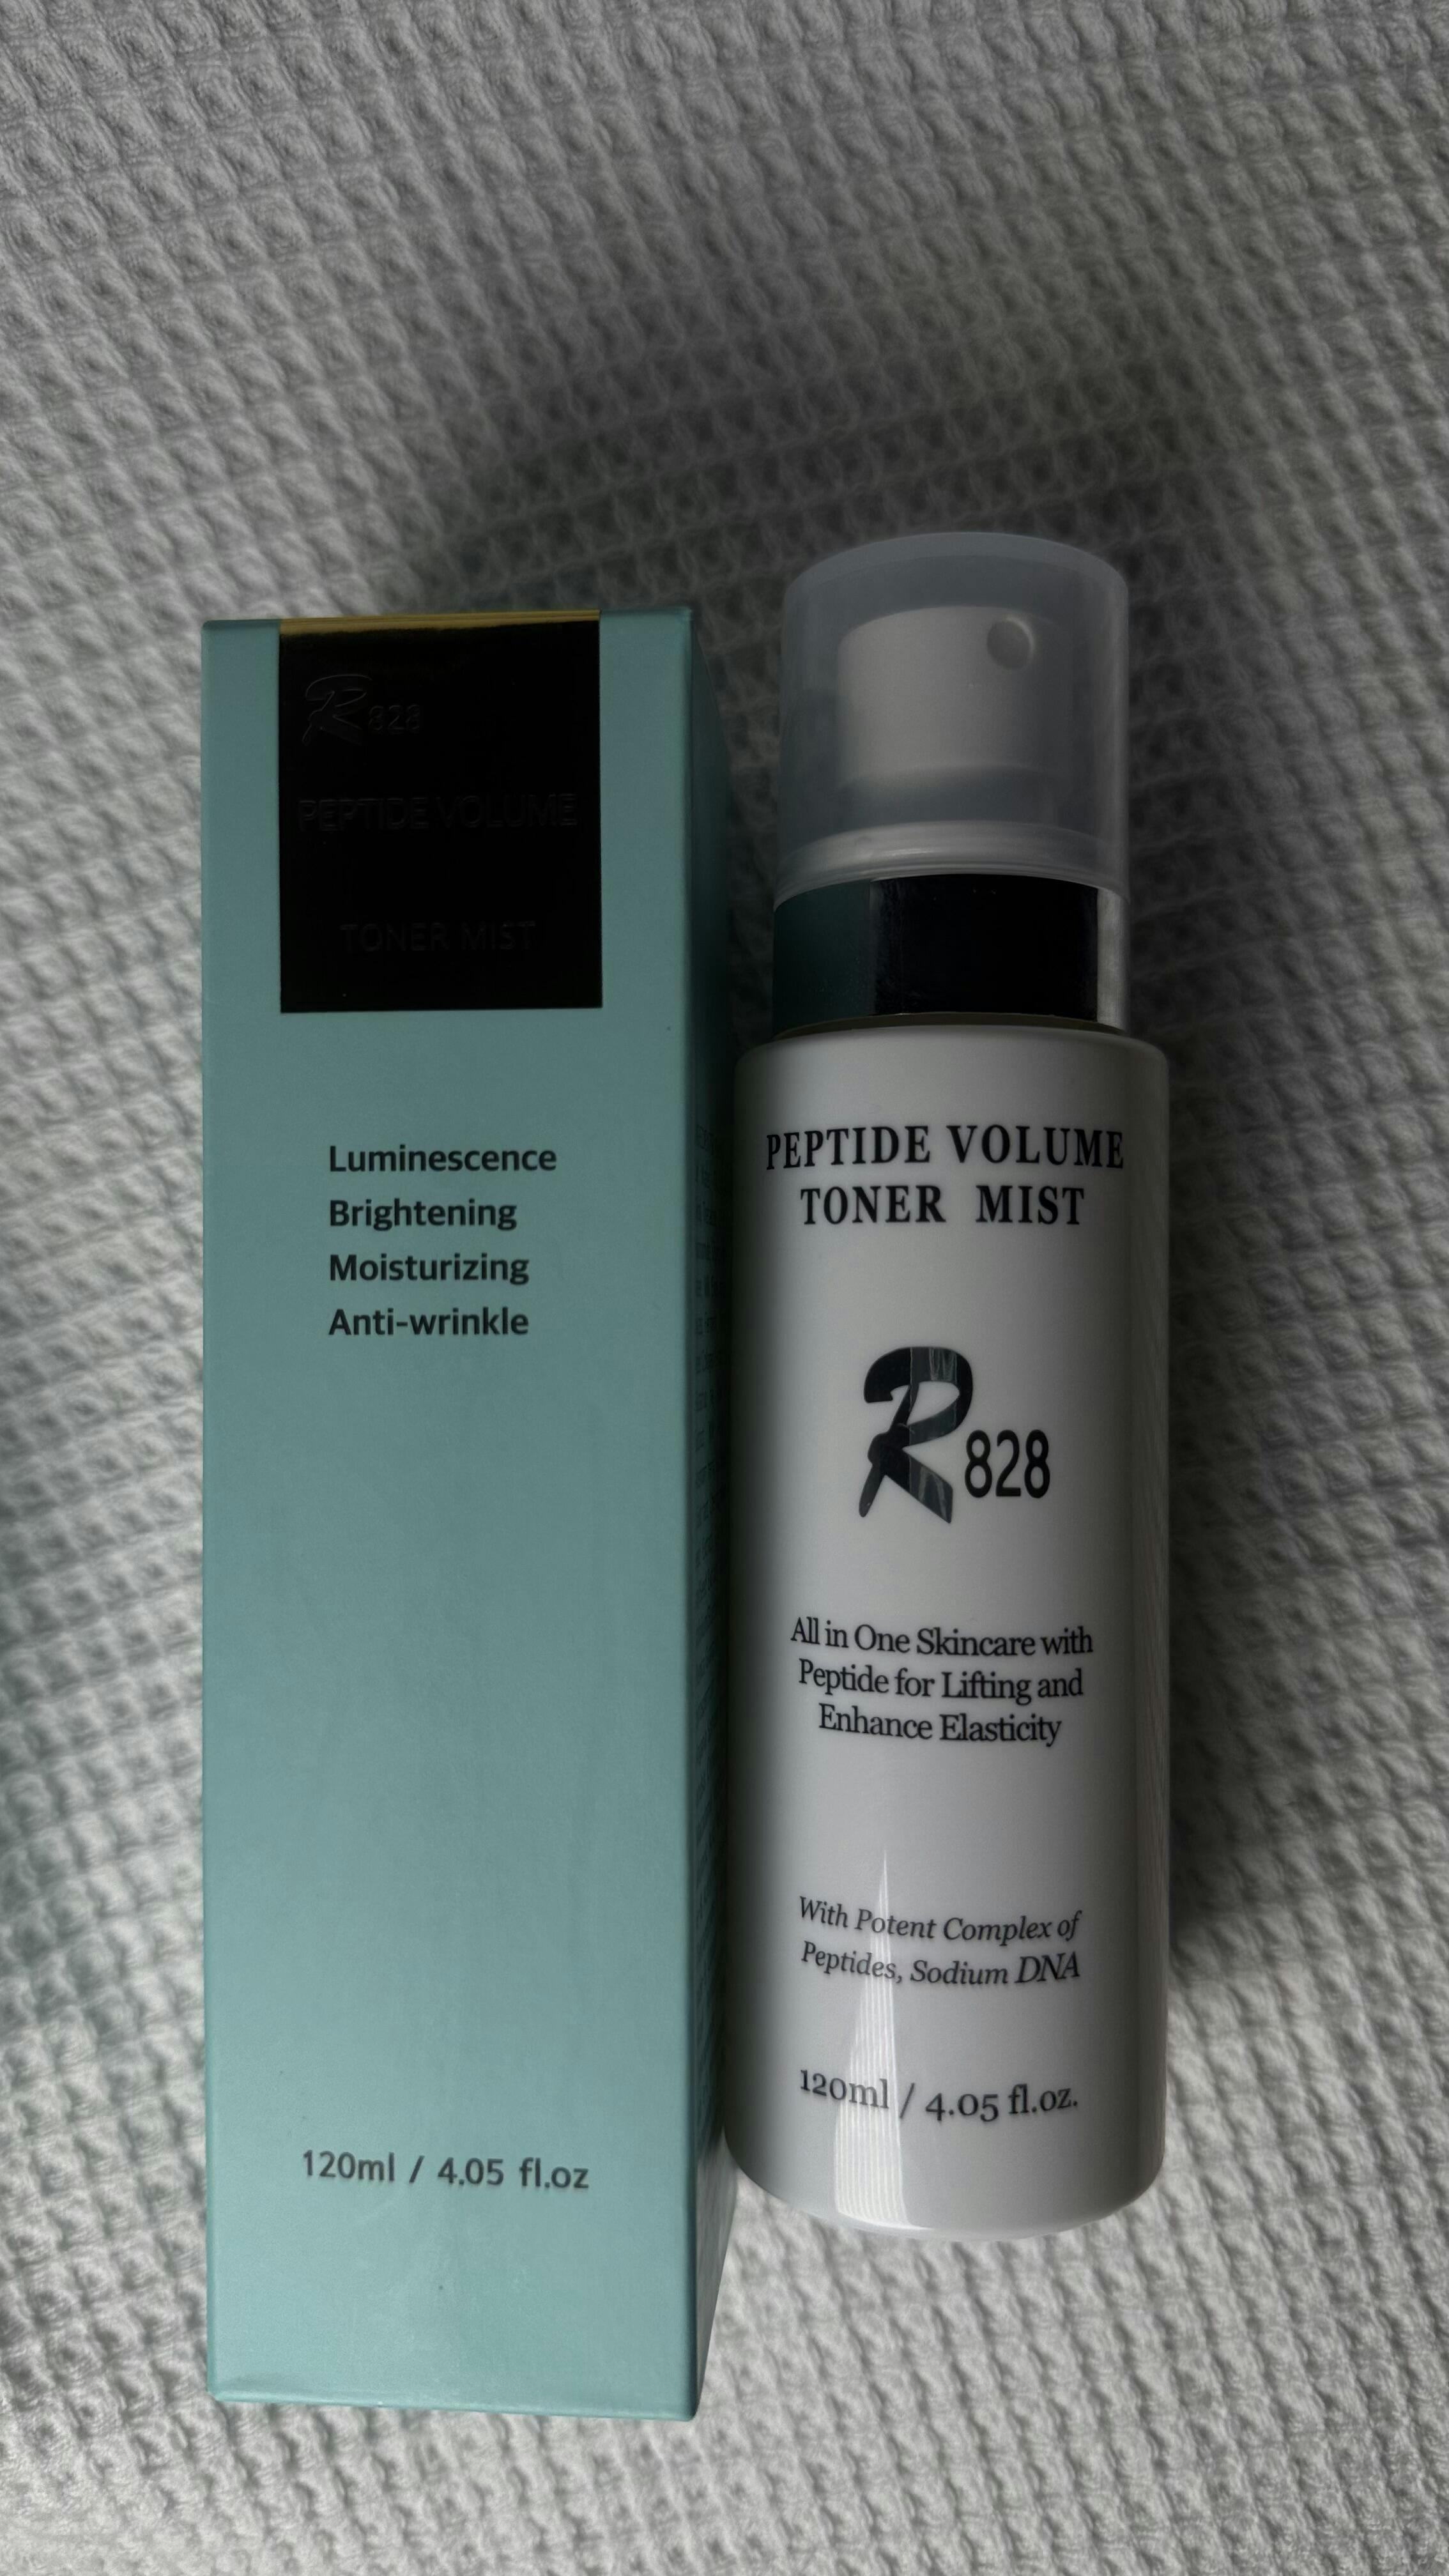 R828
PEPTIDE VOLUME
TONER MIST
Luminescence
Brightening
Moisturizing
Anti-wrinkle
120ml / 4.05 fl.oz
PEPTIDE VOLUME
TONER MIST
R828
All in One Skincare with
Peptide for Lifting and
Enhance Elasticity
With Potent Complex of
Peptides, Sodium DNA
120ml / 4.05 fl.oz.